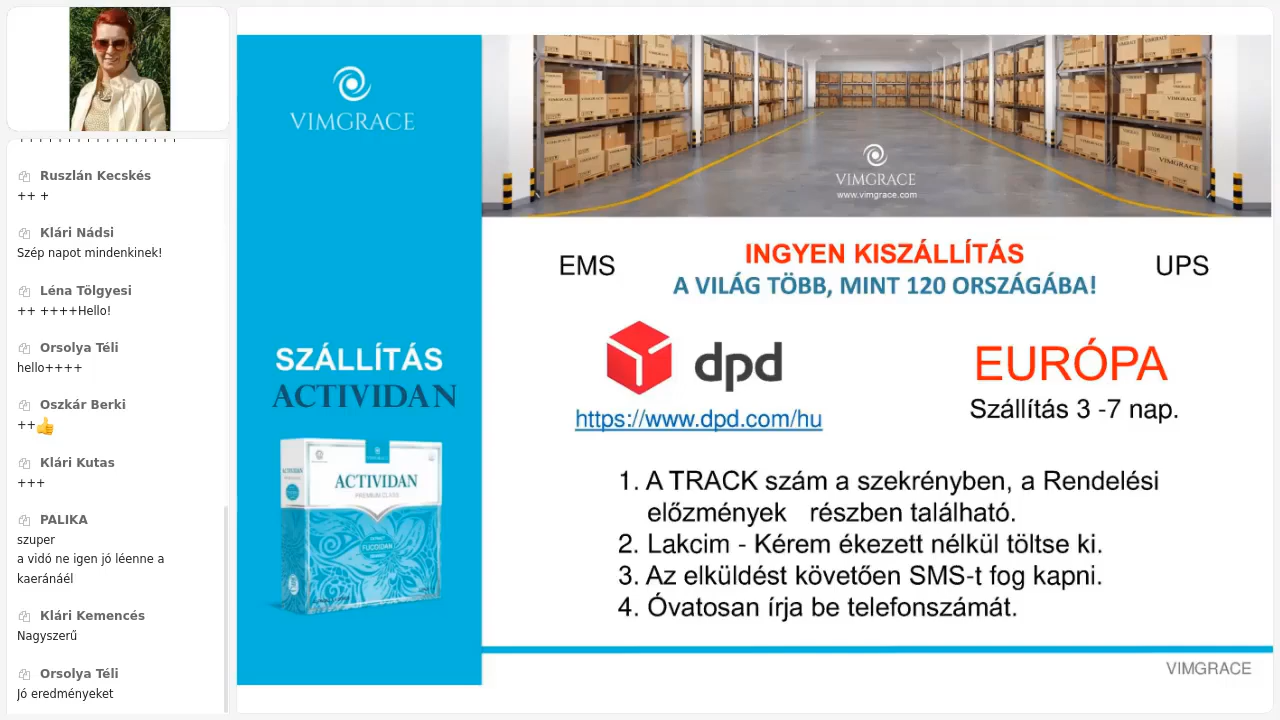 Ruszlán Kecskés
++ +
Klári Nádsi
Szép napot mindenkinek!
Léna Tölgyesi
++ ++++Hello!
Orsolya Téli
hello++++
Oszkár Berki
++👍
Klári Kutas
+++
PALIKA
szuper
a vidó ne igen jó léenne a
kaeránáél
Klári Kemencés
Nagyszerű
Orsolya Téli
Jó eredményeket
VIMGRACE
SZÁLLÍTÁS
ACTIVIDAN
ACTIVIDAN
PREMIUM CLASS
FUCOIDAN
VIMGRACE
www.vimgrace.com
EMS
INGYEN KISZÁLLÍTÁS
A VILÁG TÖBB, MINT 120 ORSZÁGÁBA!
UPS
dpd
https://www.dpd.com/hu
EURÓPA
Szállítás 3 -7 nap.
1. A TRACK szám a szekrényben, a Rendelési
előzmények részben található.
2. Lakcim - Kérem ékezett nélkül töltse ki.
3. Az elküldést követően SMS-t fog kapni.
4. Óvatosan írja be telefonszámát.
VIMGRACE